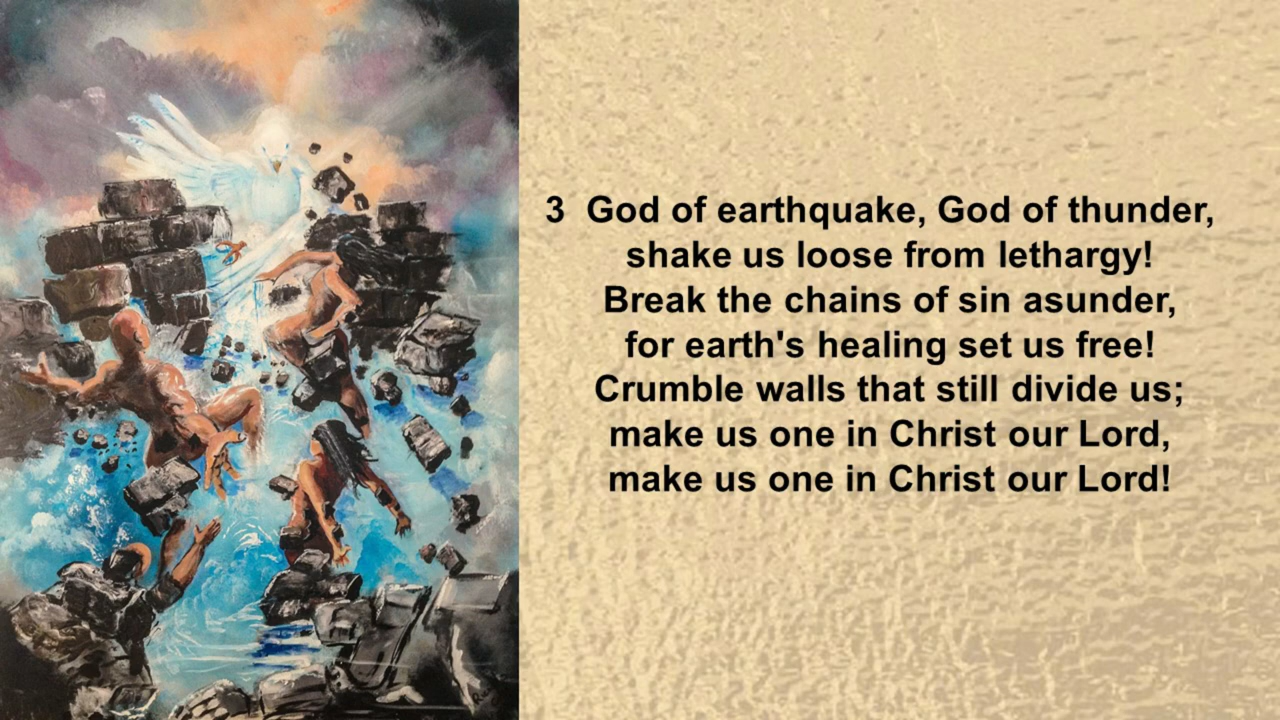 3 God of earthquake, God of thunder,
shake us loose from lethargy!
Break the chains of sin asunder,
for earth's healing set us free!
Crumble walls that still divide us;
make us one in Christ our Lord,
make us one in Christ our Lord!